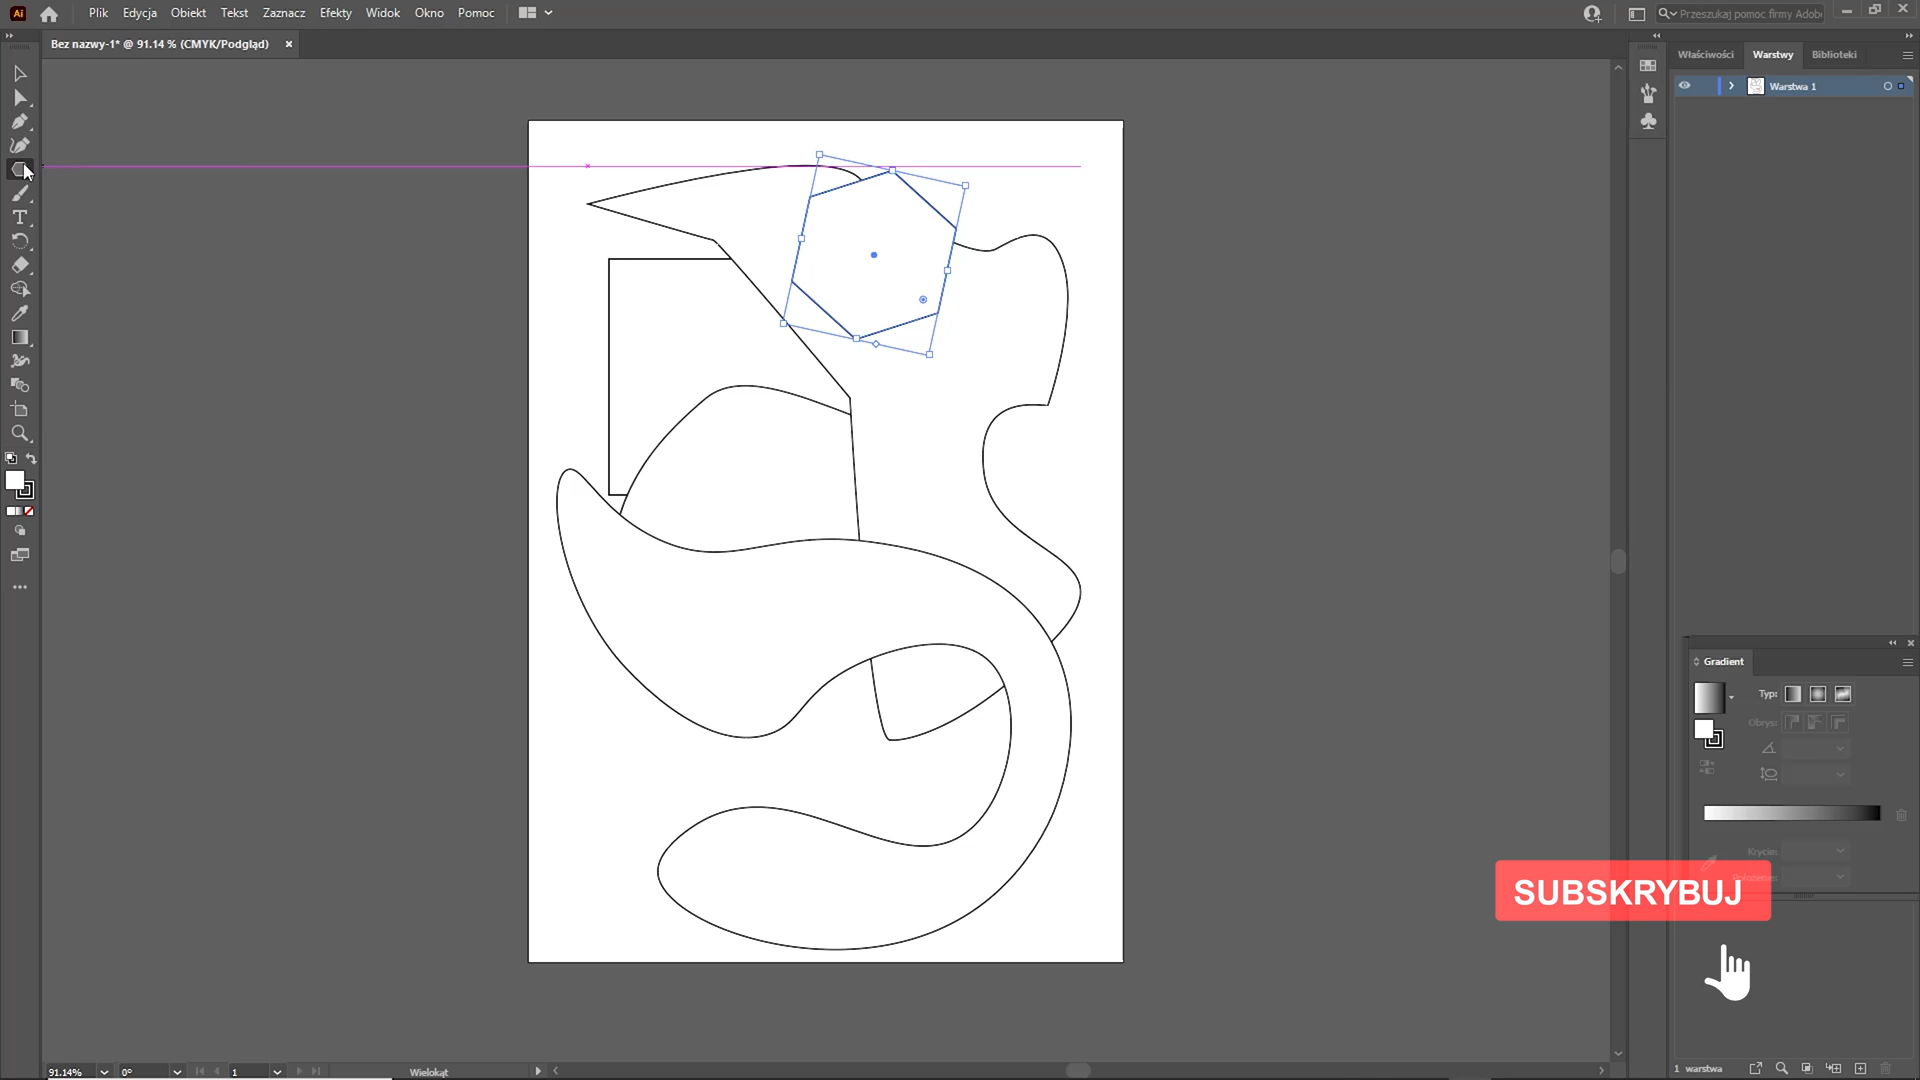 Ai Plik Edycja Obiekt Tekst Zaznacz Efekty Widok Okno Pomoc Przeszukaj pomoc firmy Adob
Bez nazwy-1* @ 91.14 % (CMYK/Podgląd)
Właściwości Warstwy Biblioteki
Warstwa 1
T
Gradient
Typ:
Obrys:
Krycie:
SUBSKRYBUJ
91.14% 0° 1 Wielokąt
1 warstwa